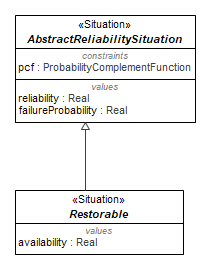 «Situation»
AbstractReliabilitySituation
constraints
pcf : ProbabilityComplementFunction
values
reliability : Real
failureProbability : Real
«Situation»
Restorable
values
availability : Real